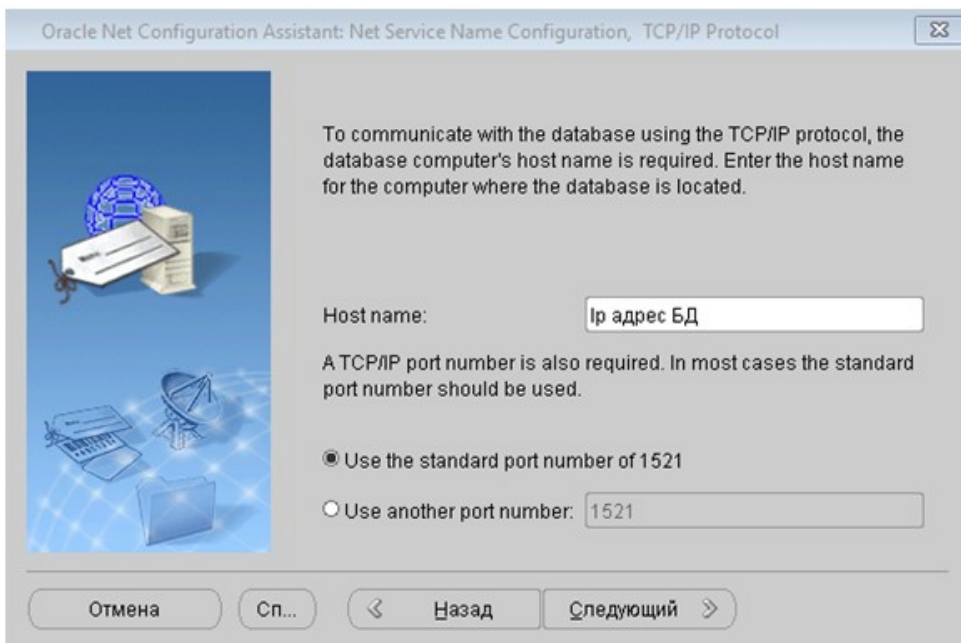 Oracle Net Configuration Assistant: Net Service Name Configuration, TCP/IP Protocol
To communicate with the database using the TCP/IP protocol, the
database computer's host name is required. Enter the host name
for the computer where the database is located.
Host name:
Ip адрес БД
A TCP/IP port number is also required. In most cases the standard
port number should be used.
Use the standard port number of 1521
Use another port number:
1521
Отмена
Сп...
Назад
Следующий